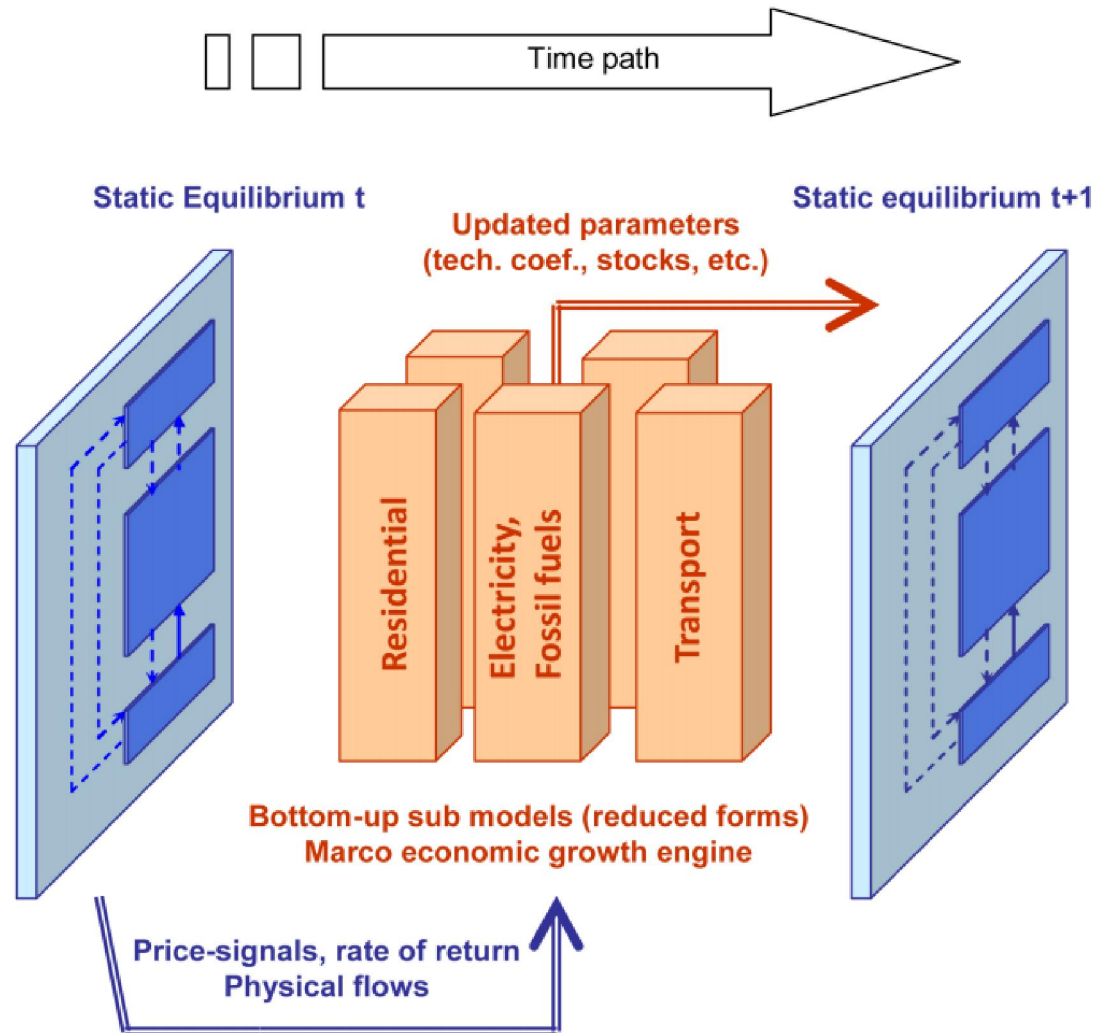 Time path
Static Equilibrium t
Static equilibrium t+1
Updated parameters
(tech. coef., stocks, etc.)
Residential
Electricity,
Fossil fuels
Transport
Bottom-up sub models (reduced forms)
Marco economic growth engine
Price-signals, rate of return
Physical flows